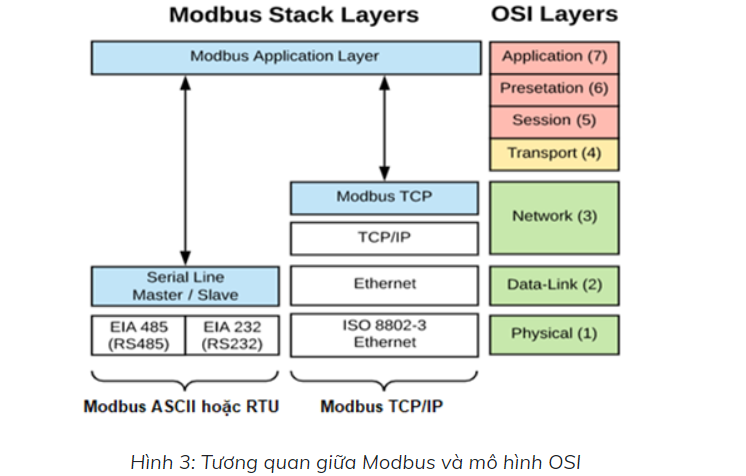 Modbus Stack Layers
OSI Layers
Modbus Application Layer
Application (7)
Presetation (6)
Session (5)
Transport (4)
Modbus TCP
Network (3)
TCP/IP
Serial Line
Master / Slave
Ethernet
Data-Link (2)
EIA 485
(RS485)
EIA 232
(RS232)
ISO 8802-3
Ethernet
Physical (1)
Modbus ASCII hoặc RTU
Modbus TCP/IP
Hình 3: Tương quan giữa Modbus và mô hình OSI